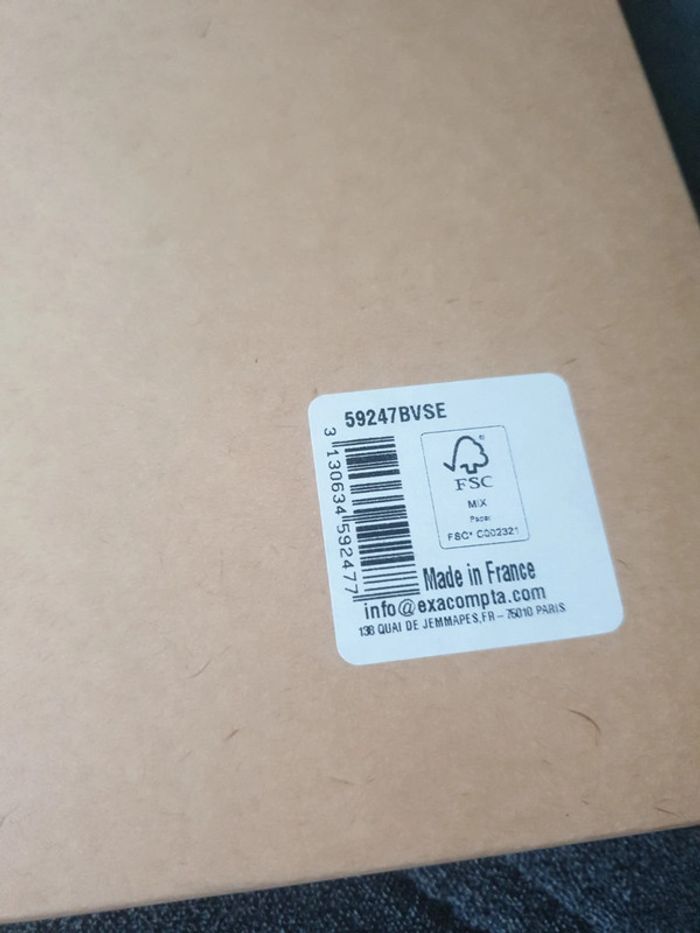 59247BVSE
3 130634 592477
®
FSC
MIX
Paper
FSC® C002321
Made in France
info@exacompta.com
138 QUAI DE JEMMAPES,FR – 75010 PARIS